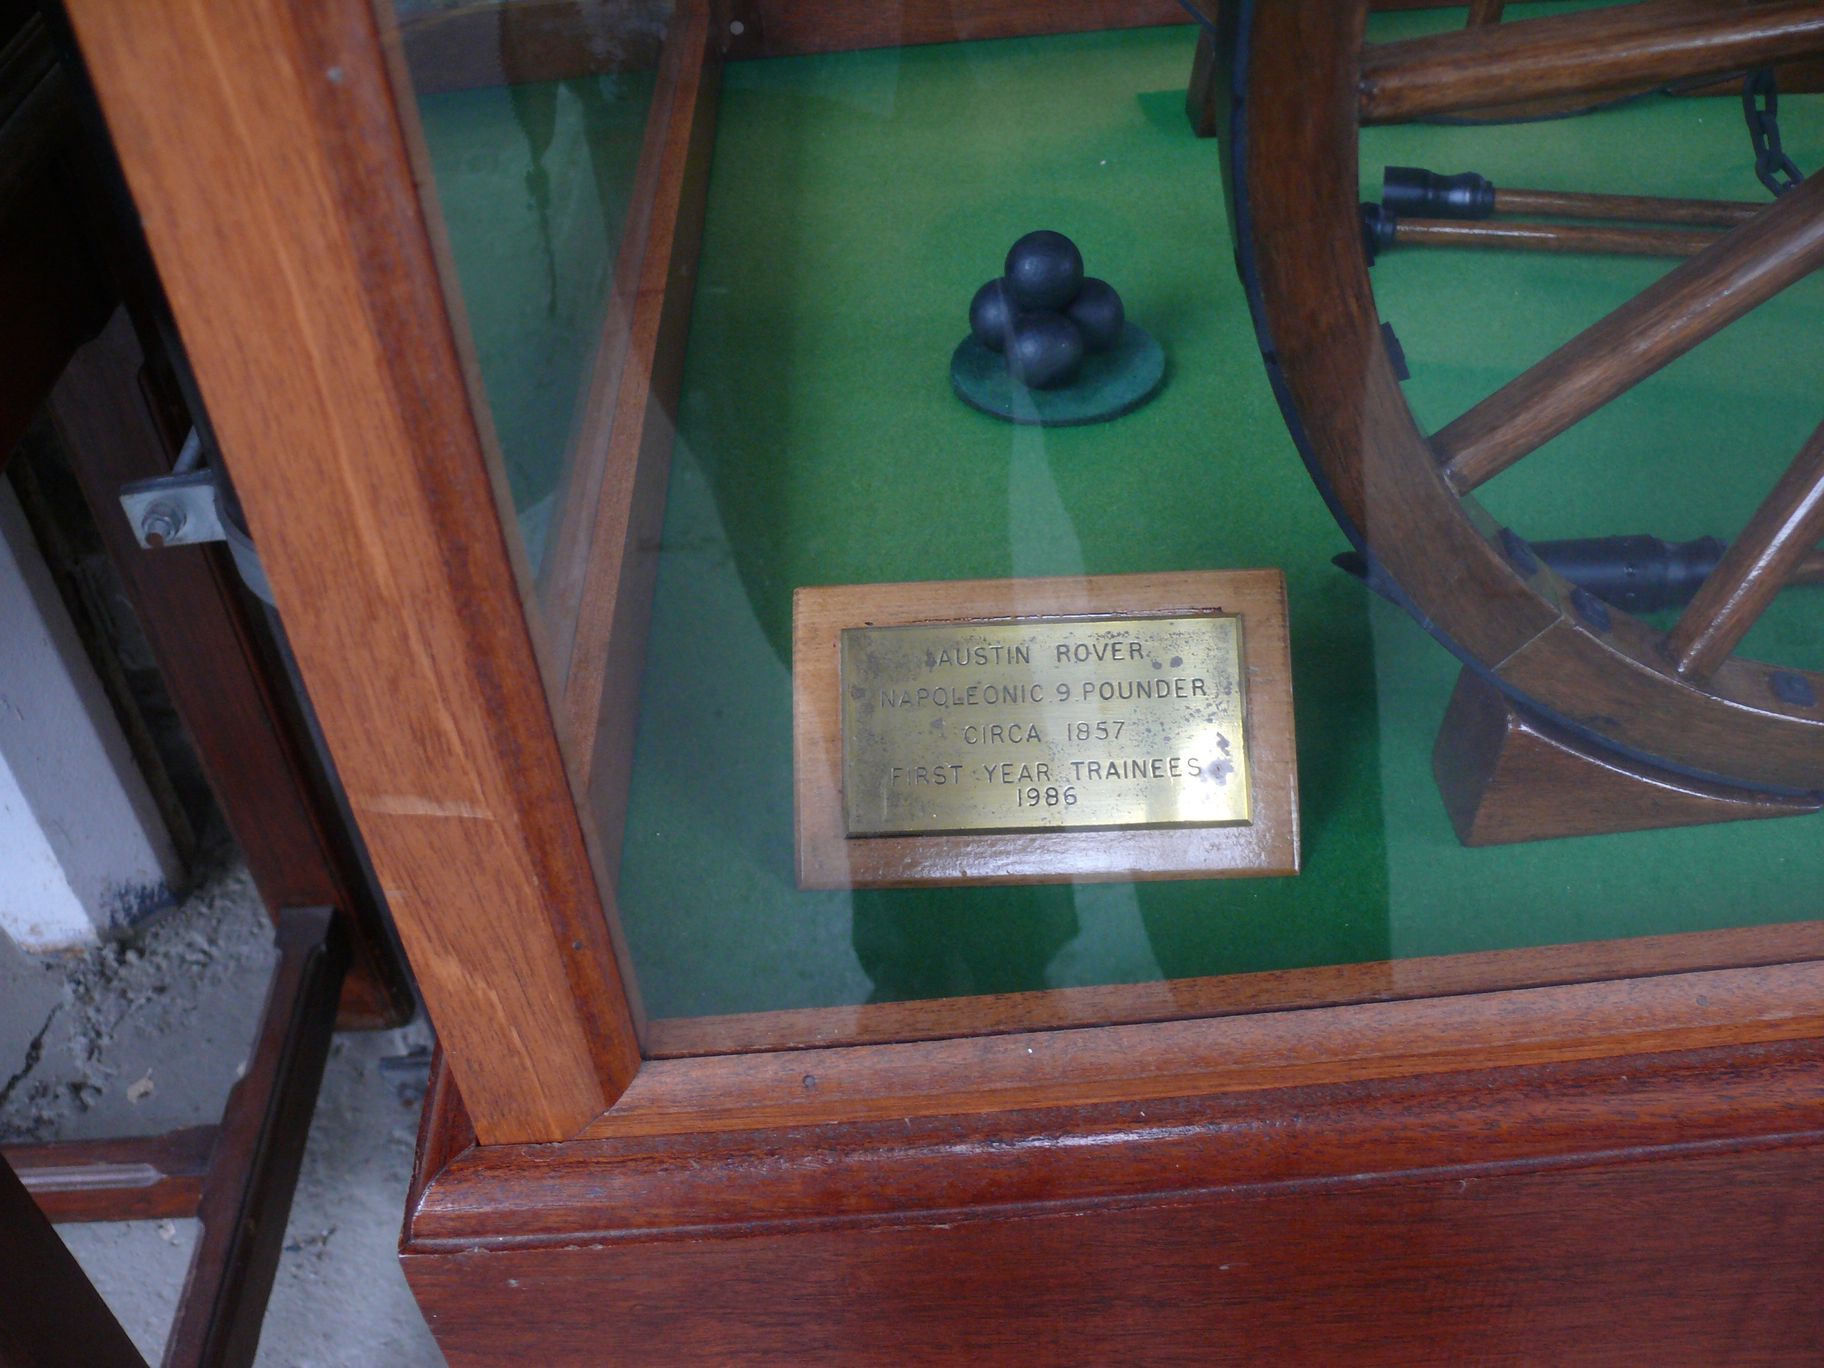 AUSTIN ROVER
NAPOLEONIC 9 POUNDER
CIRCA 1857
FIRST YEAR TRAINEES
1986